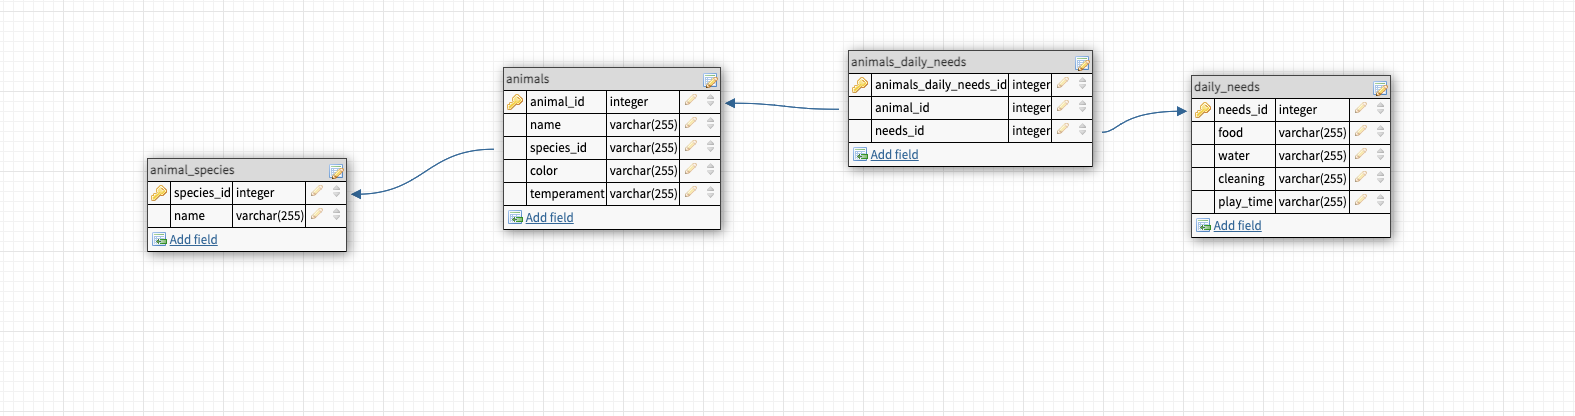 animal_species
species_id integer
name varchar(255)
Add field
animals
animal_id integer
name varchar(255)
species_id varchar(255)
color varchar(255)
temperament varchar(255)
Add field
animals_daily_needs
animals_daily_needs_id integer
animal_id integer
needs_id integer
Add field
daily_needs
needs_id integer
food varchar(255)
water varchar(255)
cleaning varchar(255)
play_time varchar(255)
Add field